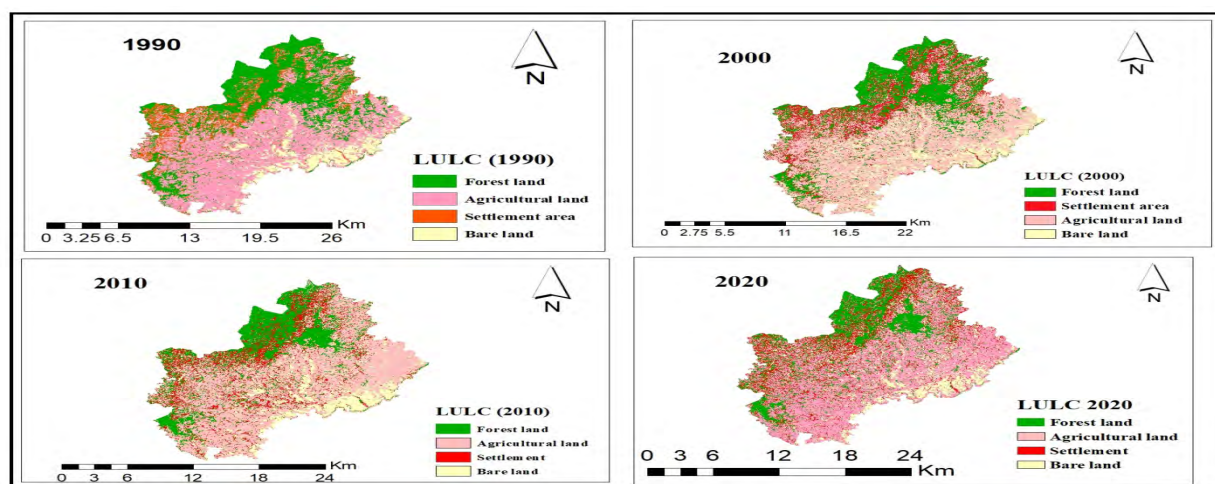 1990
N
LULC (1990)
Forest land
Agricultural land
Settlement area
Bare land
Km
0 3.25 6.5 13 19.5 26
2000
N
LULC (2000)
Forest land
Settlement area
Agricultural land
Bare land
Km
0 2.75 5.5 11 16.5 22
2010
N
LULC (2010)
Forest land
Agricultural land
Settlement
Bare land
Km
0 3 6 12 18 24
2020
N
LULC 2020
Forest land
Agricultural land
Settlement
Bare land
0 3 6 12 18 24
Km